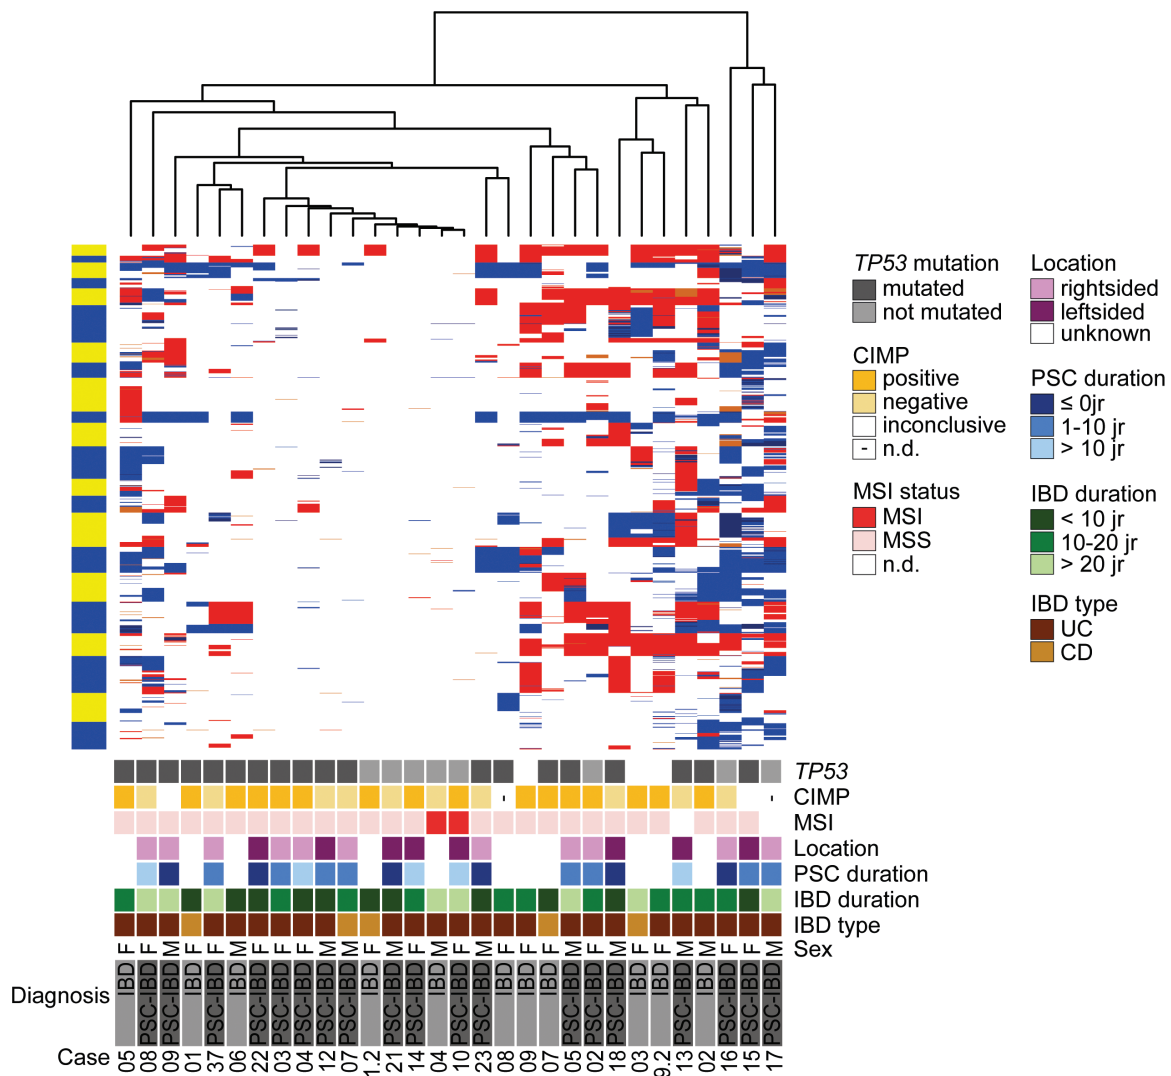 TP53 mutation
mutated
not mutated
CIMP
positive
negative
inconclusive
- n.d.
MSI status
MSI
MSS
n.d.
Location
rightsided
leftsided
unknown
PSC duration
≤ 0jr
1-10 jr
> 10 jr
IBD duration
< 10 jr
10-20 jr
> 20 jr
IBD type
UC
CD
TP53
- - CIMP
MSI
Location
PSC duration
IBD duration
IBD type
F F M F F M F F F M M F M F M F M F F F M F M F F M M F F M Sex
Diagnosis IBD PSC-IBD PSC-IBD IBD PSC-IBD IBD PSC-IBD PSC-IBD PSC-IBD PSC-IBD PSC-IBD IBD PSC-IBD PSC-IBD IBD PSC-IBD PSC-IBD IBD IBD IBD PSC-IBD PSC-IBD PSC-IBD IBD IBD PSC-IBD IBD PSC-IBD PSC-IBD PSC-IBD
Case 05 08 09 01 37 06 22 03 04 12 07 1.2 21 14 04 10 23 08 09 07 05 02 18 03 9.2 13 02 16 15 17